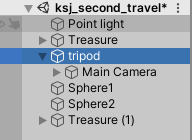 ksj_second_travel*
Point light
Treasure
tripod
Main Camera
Sphere1
Sphere2
Treasure (1)